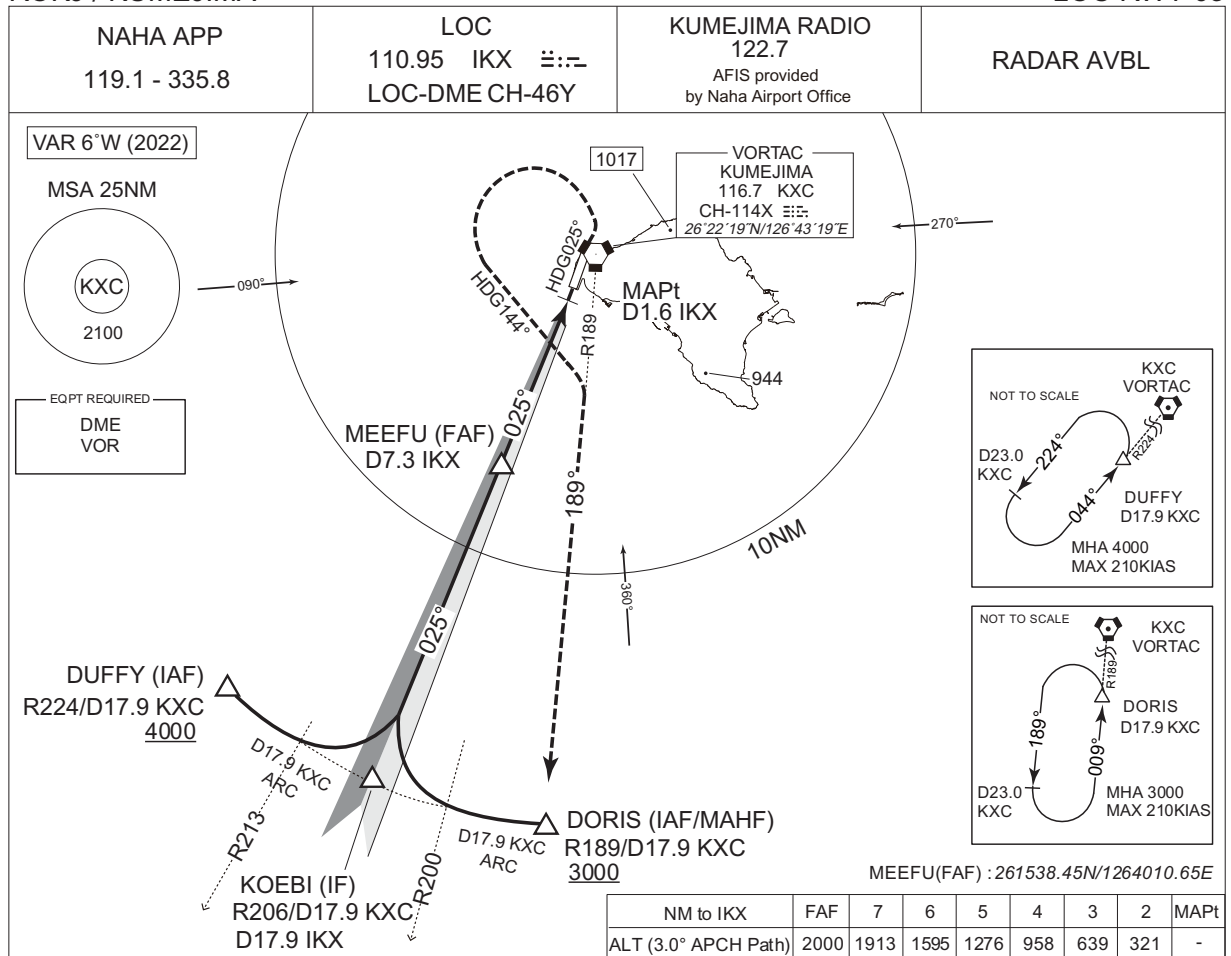 NAHA APP
119.1 - 335.8
LOC
110.95 IKX
LOC-DME CH-46Y
KUMEJIMA RADIO
122.7
AFIS provided
by Naha Airport Office
RADAR AVBL
VAR 6°W (2022)
MSA 25NM
KXC
2100
EQPT REQUIRED
DME
VOR
090°
1017
VORTAC
KUMEJIMA
116.7 KXC
CH-114X
26°22´19˝N/126°43´19˝E
270°
HDG025°
HDG144°
MAPt
D1.6 IKX
R189
944
MEEFU (FAF)
D7.3 IKX
025°
189°
10NM
360°
025°
NOT TO SCALE
KXC
VORTAC
D23.0
KXC
224°
R224
044°
DUFFY
D17.9 KXC
MHA 4000
MAX 210KIAS
NOT TO SCALE
KXC
VORTAC
R189
DORIS
D17.9 KXC
189°
009°
D23.0
KXC
MHA 3000
MAX 210KIAS
DUFFY (IAF)
R224/D17.9 KXC
4000
D17.9 KXC
ARC
R213
D17.9 KXC
ARC
R200
DORIS (IAF/MAHF)
R189/D17.9 KXC
3000
KOEBI (IF)
R206/D17.9 KXC
D17.9 IKX
MEEFU(FAF) : 261538.45N/1264010.65E
NM to IKX FAF 7 6 5 4 3 2 MAPt
ALT (3.0° APCH Path) 2000 1913 1595 1276 958 639 321 -